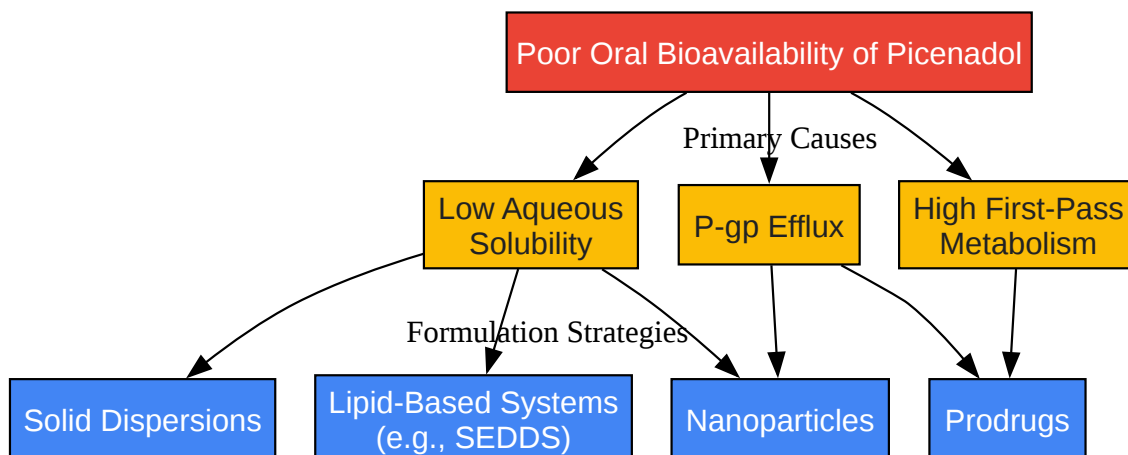 Poor Oral Bioavailability of Picenadol
Primary Causes
Low Aqueous
Solubility
P-gp Efflux
High First-Pass
Metabolism
Formulation Strategies
Solid Dispersions
Lipid-Based Systems
(e.g., SEDDS)
Nanoparticles
Prodrugs